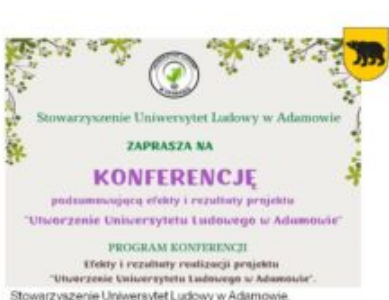 Stowarzyszenie Uniwersytet Ludowy w Adamowie
ZAPRASZA NA
KONFERENCJĘ
podsumowującą efekty i rezultaty projektu
"Utworzenie Uniwersytetu Ludowego w Adamowie"
PROGRAM KONFERENCJI
Efekty i rezultaty realizacji projektu
"Utworzenie Uniwersytetu Ludowego w Adamowie".
Stowarzyszenie Uniwersytet Ludowy w Adamowie